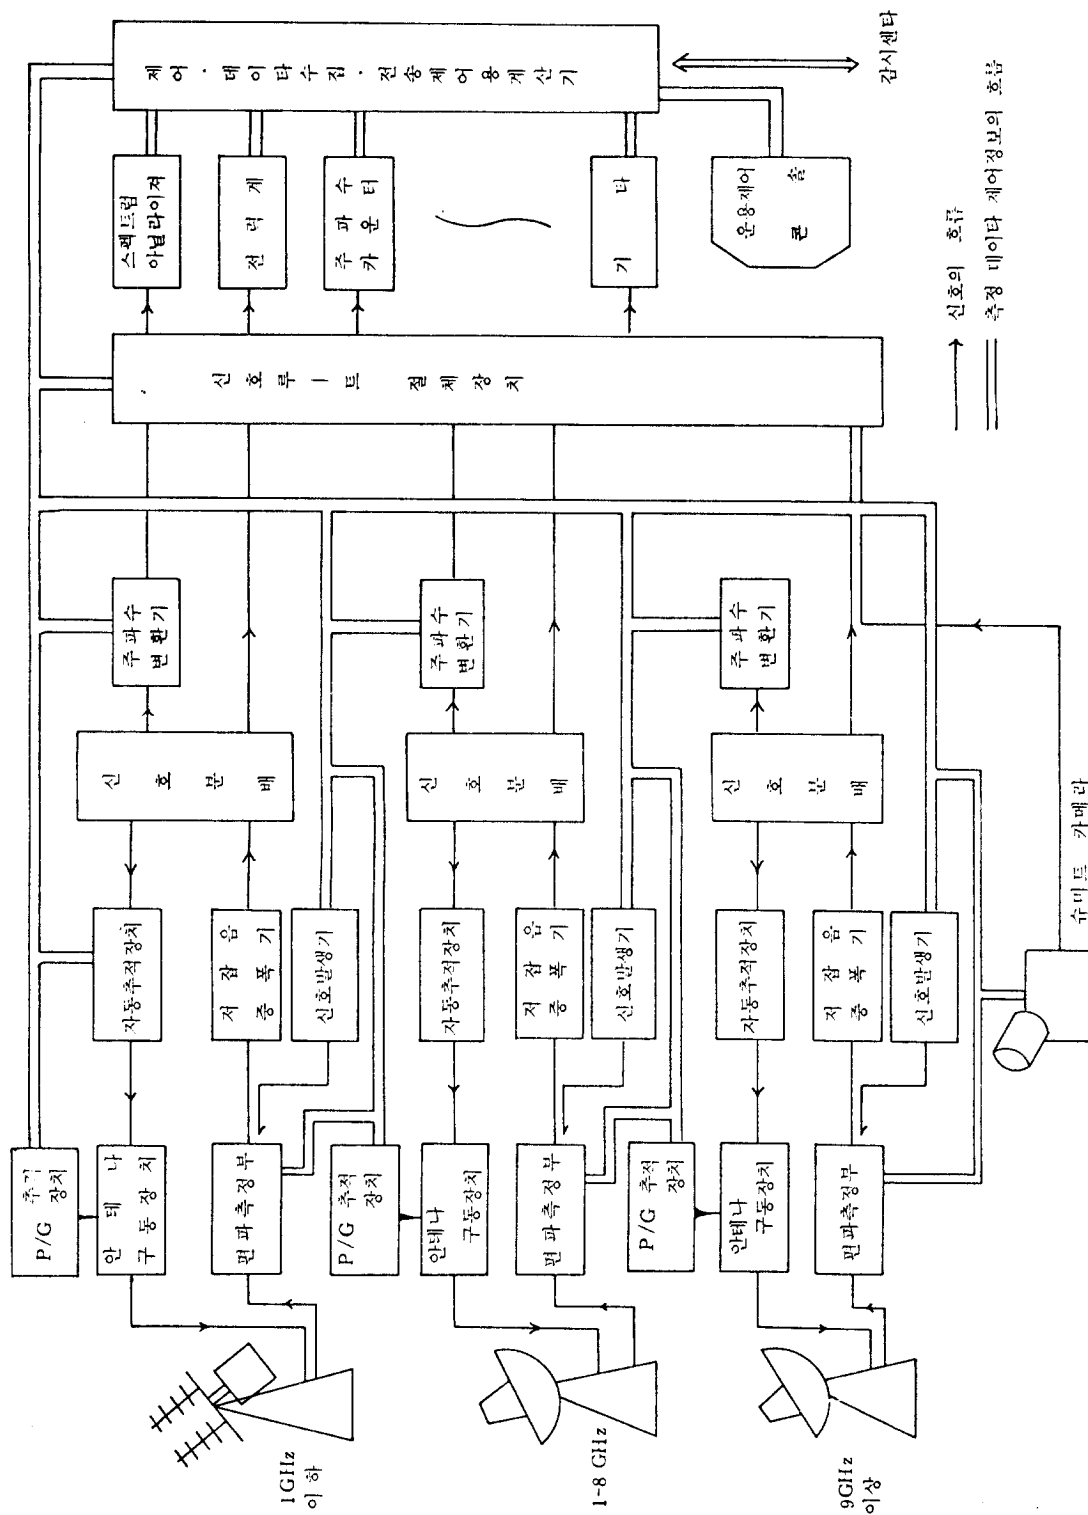 제어·데이타수집·전송제어용계산기
스펙트럼
아날라이져
전력계
주파수
카운터
기타
운용제어
콘솔
감시센타
신호루ー트 절체장치
신호의 흐름
측정 데이타 제어정보의 흐름
주파수
변환기
신호분배
자동추적장치
저잡음
증폭기
신호발생기
P/G 추적
장치
안테나
구동장치
편파측정부
1GHz
이하
주파수
변환기
신호분배
자동추적장치
저잡음
증폭기
신호발생기
P/G 추적
장치
안테나
구동장치
편파측정부
1-8 GHz
주파수
변환기
신호분배
자동추적장치
저잡음
증폭기
신호발생기
P/G 추적
장치
안테나
구동장치
편파측정부
9GHz
이상
슈미트 카메라